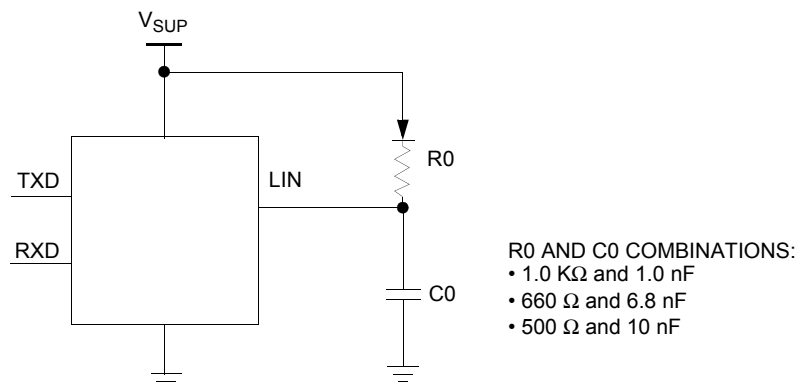 VSUP
R0
TXD
LIN
RXD
C0
R0 AND C0 COMBINATIONS:
• 1.0 KΩ and 1.0 nF
• 660 Ω and 6.8 nF
• 500 Ω and 10 nF